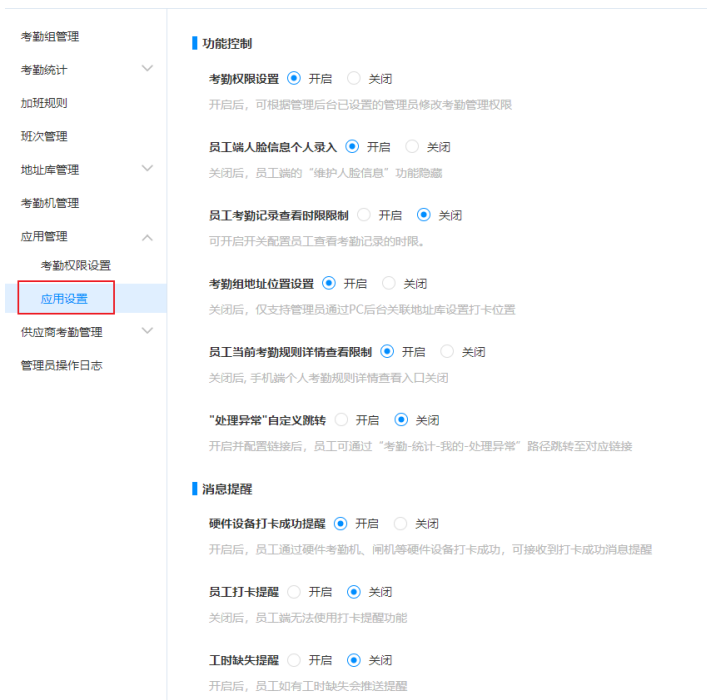 考勤组管理
考勤统计
加班规则
班次管理
地址库管理
考勤机管理
应用管理
考勤权限设置
应用设置
供应商考勤管理
管理员操作日志
功能控制
考勤权限设置 开启 关闭
开启后，可根据管理后台已设置的管理员修改考勤管理权限
员工端人脸信息个人录入 开启 关闭
关闭后，员工端的“维护人脸信息”功能隐藏
员工考勤记录查看时限限制 开启 关闭
可开启开关配置员工查看考勤记录的时限。
考勤组地址位置设置 开启 关闭
关闭后，仅支持管理员通过PC后台关联地址库设置打卡位置
员工当前考勤规则详情查看限制 开启 关闭
关闭后, 手机端个人考勤规则详情查看入口关闭
"处理异常"自定义跳转 开启 关闭
开启并配置链接后，员工可通过“考勤-统计-我的-处理异常”路径跳转至对应链接
消息提醒
硬件设备打卡成功提醒 开启 关闭
开启后，员工通过硬件考勤机、闸机等硬件设备打卡成功，可接收到打卡成功消息提醒
员工打卡提醒 开启 关闭
关闭后，员工端无法使用打卡提醒功能
工时缺失提醒 开启 关闭
开启后，员工如有工时缺失会推送提醒